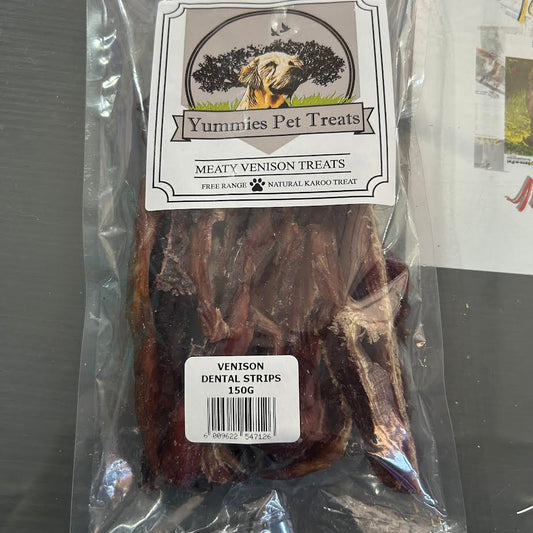 Yummies Pet Treats
MEATY VENISON TREATS
FREE RANGE NATURAL KAROO TREAT
VENISON
DENTAL STRIPS
150G
6 009622 547126